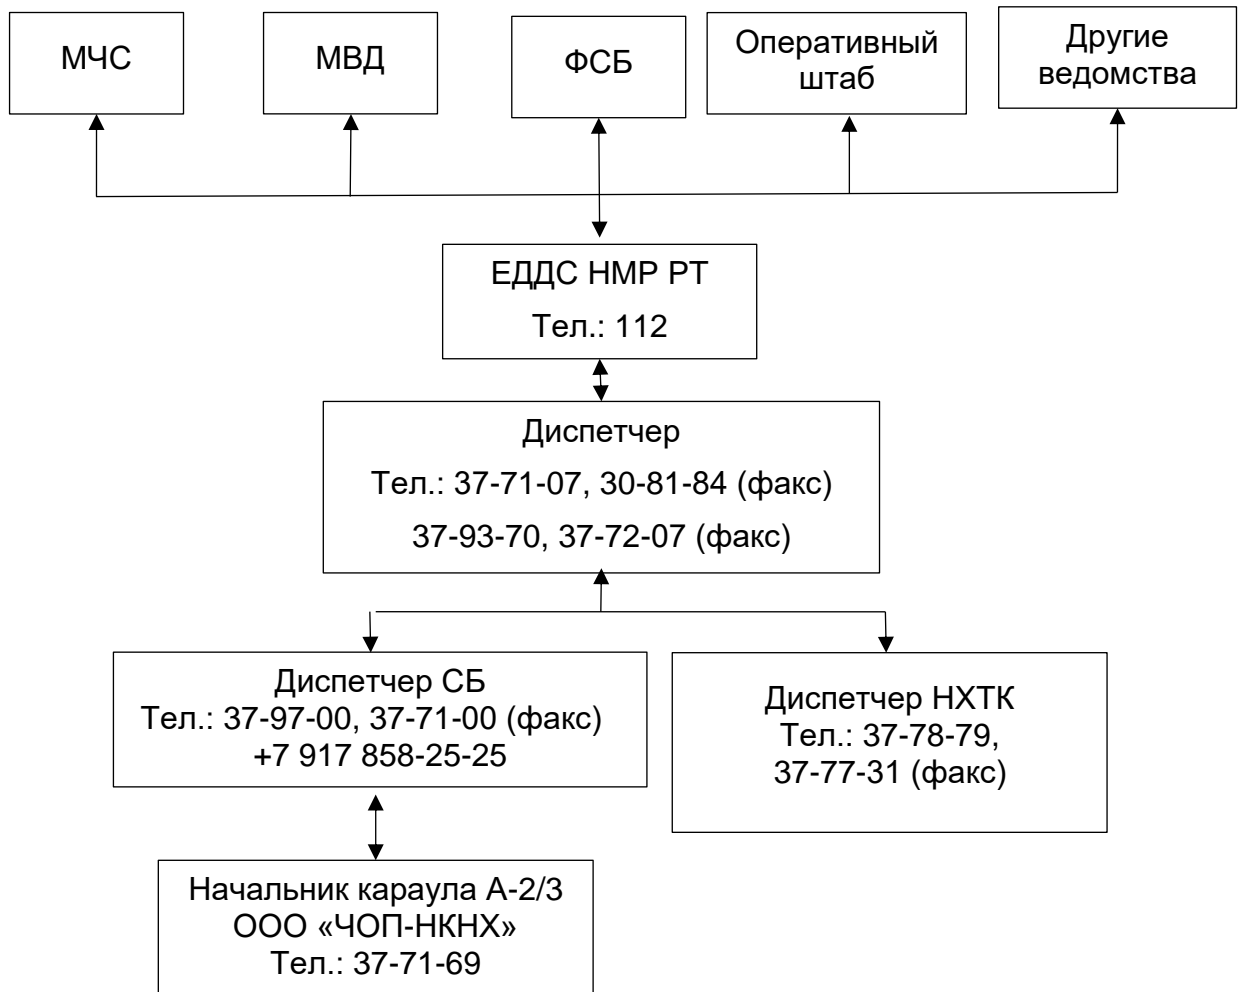 МЧС
МВД
ФСБ
Оперативный
штаб
Другие
ведомства
ЕДДС НМР РТ
Тел.: 112
Диспетчер
Тел.: 37-71-07, 30-81-84 (факс)
37-93-70, 37-72-07 (факс)
Диспетчер СБ
Тел.: 37-97-00, 37-71-00 (факс)
+7 917 858-25-25
Диспетчер НХТК
Тел.: 37-78-79,
37-77-31 (факс)
Начальник караула А-2/3
ООО «ЧОП-НКНХ»
Тел.: 37-71-69